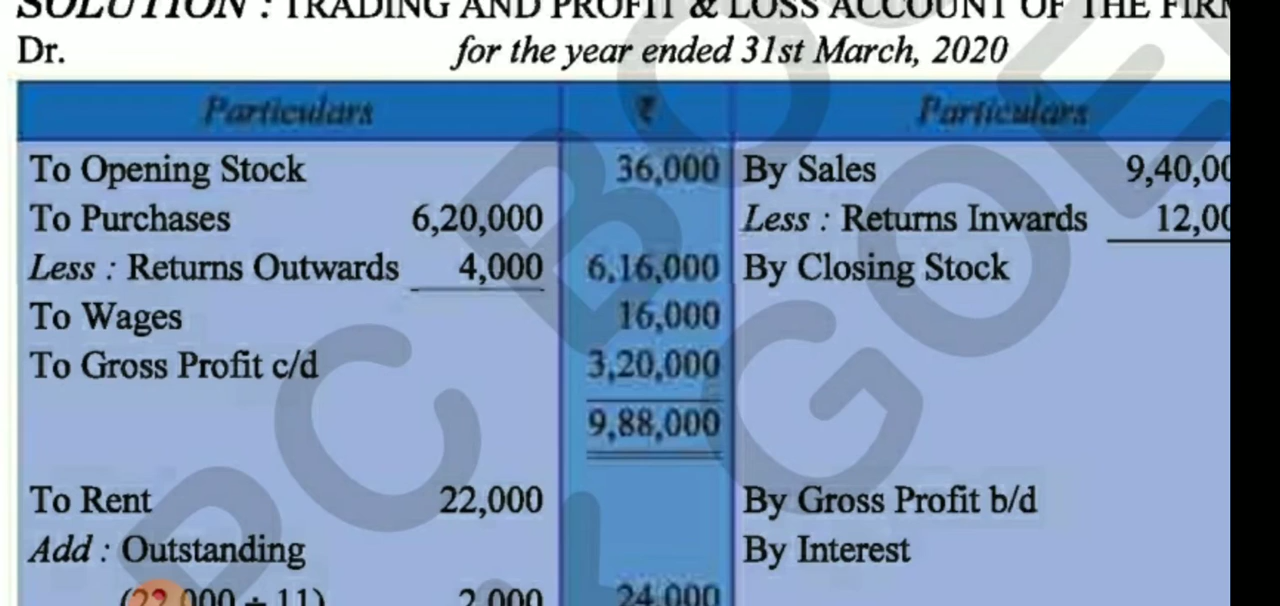 SOLUTION : TRADING AND PROFIT & LOSS ACCOUNT OF THE FIRM
Dr. for the year ended 31st March, 2020
Particulars ₹ Particulars
To Opening Stock 36,000 By Sales 9,40,00
To Purchases 6,20,000 Less : Returns Inwards 12,00
Less : Returns Outwards 4,000 6,16,000 By Closing Stock
To Wages 16,000
To Gross Profit c/d 3,20,000
9,88,000
To Rent 22,000 By Gross Profit b/d
Add : Outstanding By Interest
(22,000 ÷ 11) 2,000 24,000